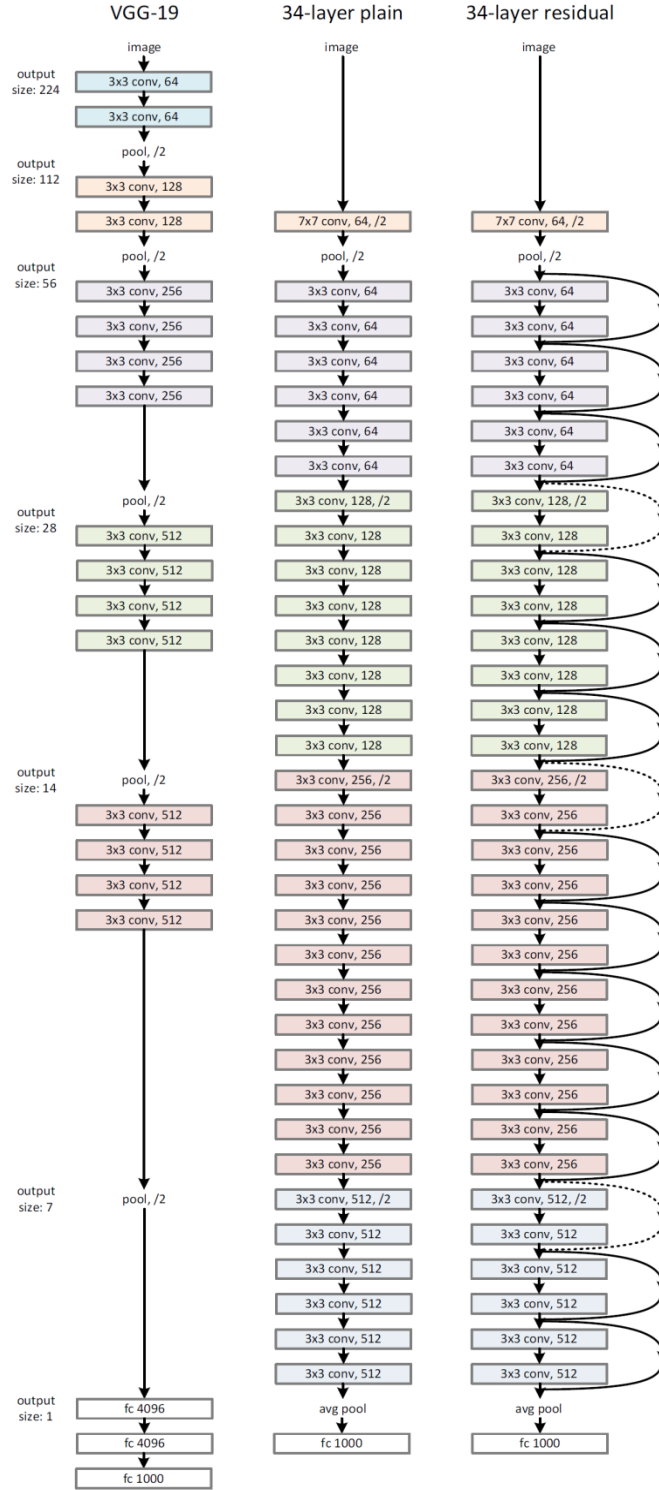 output
size: 224
output
size: 112
output
size: 56
output
size: 28
output
size: 14
output
size: 7
output
size: 1
VGG-19
image
3x3 conv, 64
3x3 conv, 64
pool, /2
3x3 conv, 128
3x3 conv, 128
pool, /2
3x3 conv, 256
3x3 conv, 256
3x3 conv, 256
3x3 conv, 256
pool, /2
3x3 conv, 512
3x3 conv, 512
3x3 conv, 512
3x3 conv, 512
pool, /2
3x3 conv, 512
3x3 conv, 512
3x3 conv, 512
3x3 conv, 512
pool, /2
fc 4096
fc 4096
fc 1000
34-layer plain
image
7x7 conv, 64, /2
pool, /2
3x3 conv, 64
3x3 conv, 64
3x3 conv, 64
3x3 conv, 64
3x3 conv, 64
3x3 conv, 64
3x3 conv, 128, /2
3x3 conv, 128
3x3 conv, 128
3x3 conv, 128
3x3 conv, 128
3x3 conv, 128
3x3 conv, 128
3x3 conv, 128
3x3 conv, 256, /2
3x3 conv, 256
3x3 conv, 256
3x3 conv, 256
3x3 conv, 256
3x3 conv, 256
3x3 conv, 256
3x3 conv, 256
3x3 conv, 256
3x3 conv, 256
3x3 conv, 256
3x3 conv, 256
3x3 conv, 512, /2
3x3 conv, 512
3x3 conv, 512
3x3 conv, 512
3x3 conv, 512
3x3 conv, 512
avg pool
fc 1000
34-layer residual
image
7x7 conv, 64, /2
pool, /2
3x3 conv, 64
3x3 conv, 64
3x3 conv, 64
3x3 conv, 64
3x3 conv, 64
3x3 conv, 64
3x3 conv, 128, /2
3x3 conv, 128
3x3 conv, 128
3x3 conv, 128
3x3 conv, 128
3x3 conv, 128
3x3 conv, 128
3x3 conv, 128
3x3 conv, 256, /2
3x3 conv, 256
3x3 conv, 256
3x3 conv, 256
3x3 conv, 256
3x3 conv, 256
3x3 conv, 256
3x3 conv, 256
3x3 conv, 256
3x3 conv, 256
3x3 conv, 256
3x3 conv, 256
3x3 conv, 512, /2
3x3 conv, 512
3x3 conv, 512
3x3 conv, 512
3x3 conv, 512
3x3 conv, 512
avg pool
fc 1000